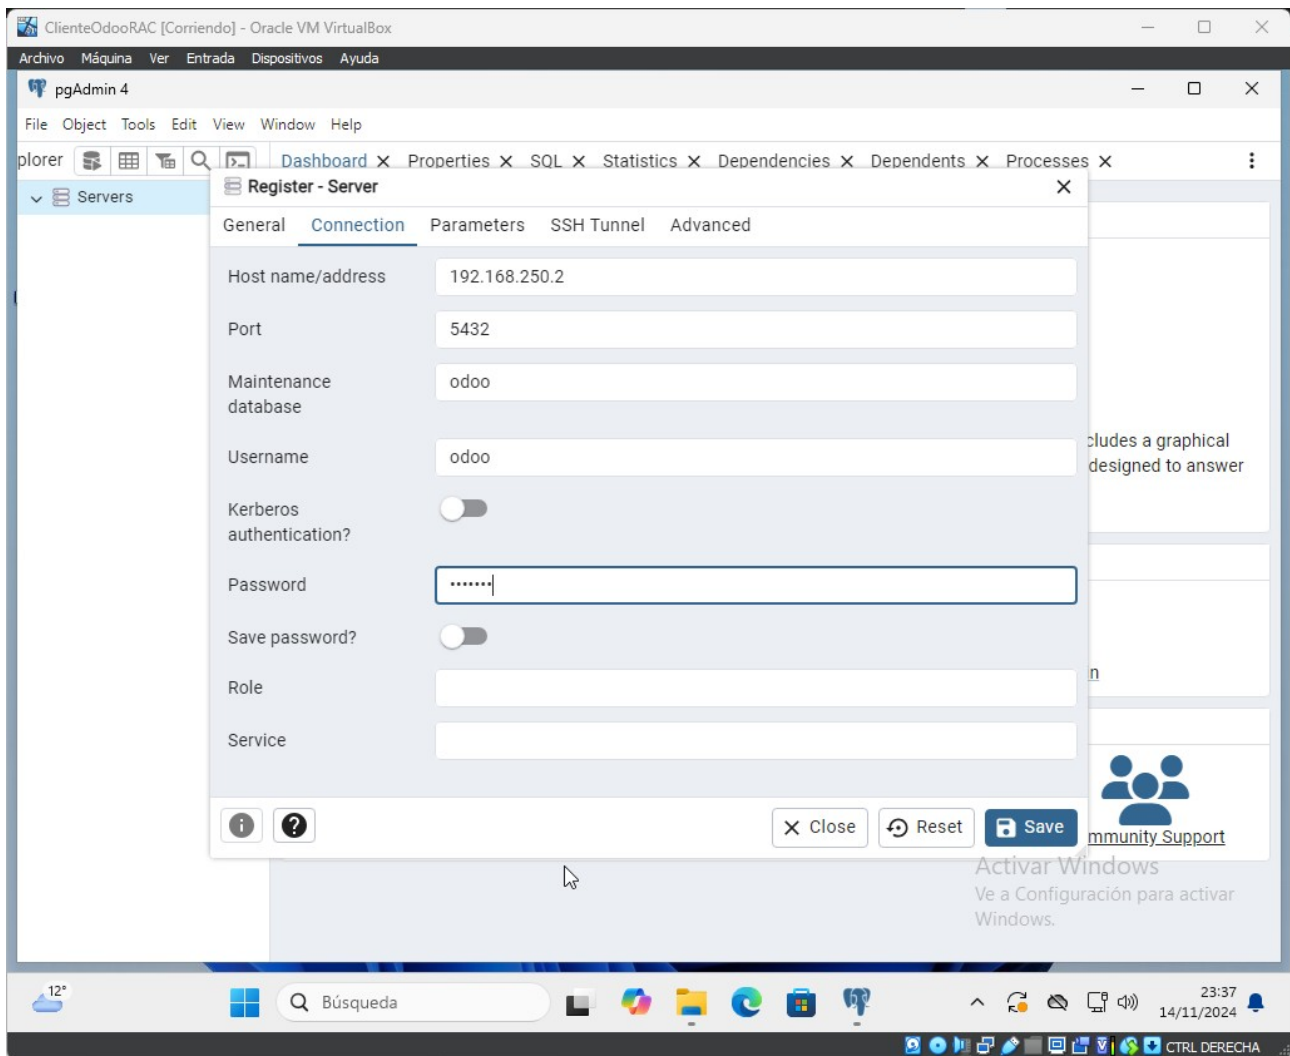 ClienteOdooRAC [Corriendo] - Oracle VM VirtualBox
Archivo Máquina Ver Entrada Dispositivos Ayuda
pgAdmin 4
File Object Tools Edit View Window Help
plorer Dashboard Properties SQL Statistics Dependencies Dependents Processes
Servers
Register - Server
General Connection Parameters SSH Tunnel Advanced
Host name/address 192.168.250.2
Port 5432
Maintenance
database
odoo
cludes a graphical
designed to answer
Username odoo
Kerberos
authentication?
Password •••••••
Save password?
Role
n
Service
Close Reset Save
mmunity Support
Activar Windows
Ve a Configuración para activar
Windows.
12°
Búsqueda
23:37
14/11/2024
CTRL DERECHA